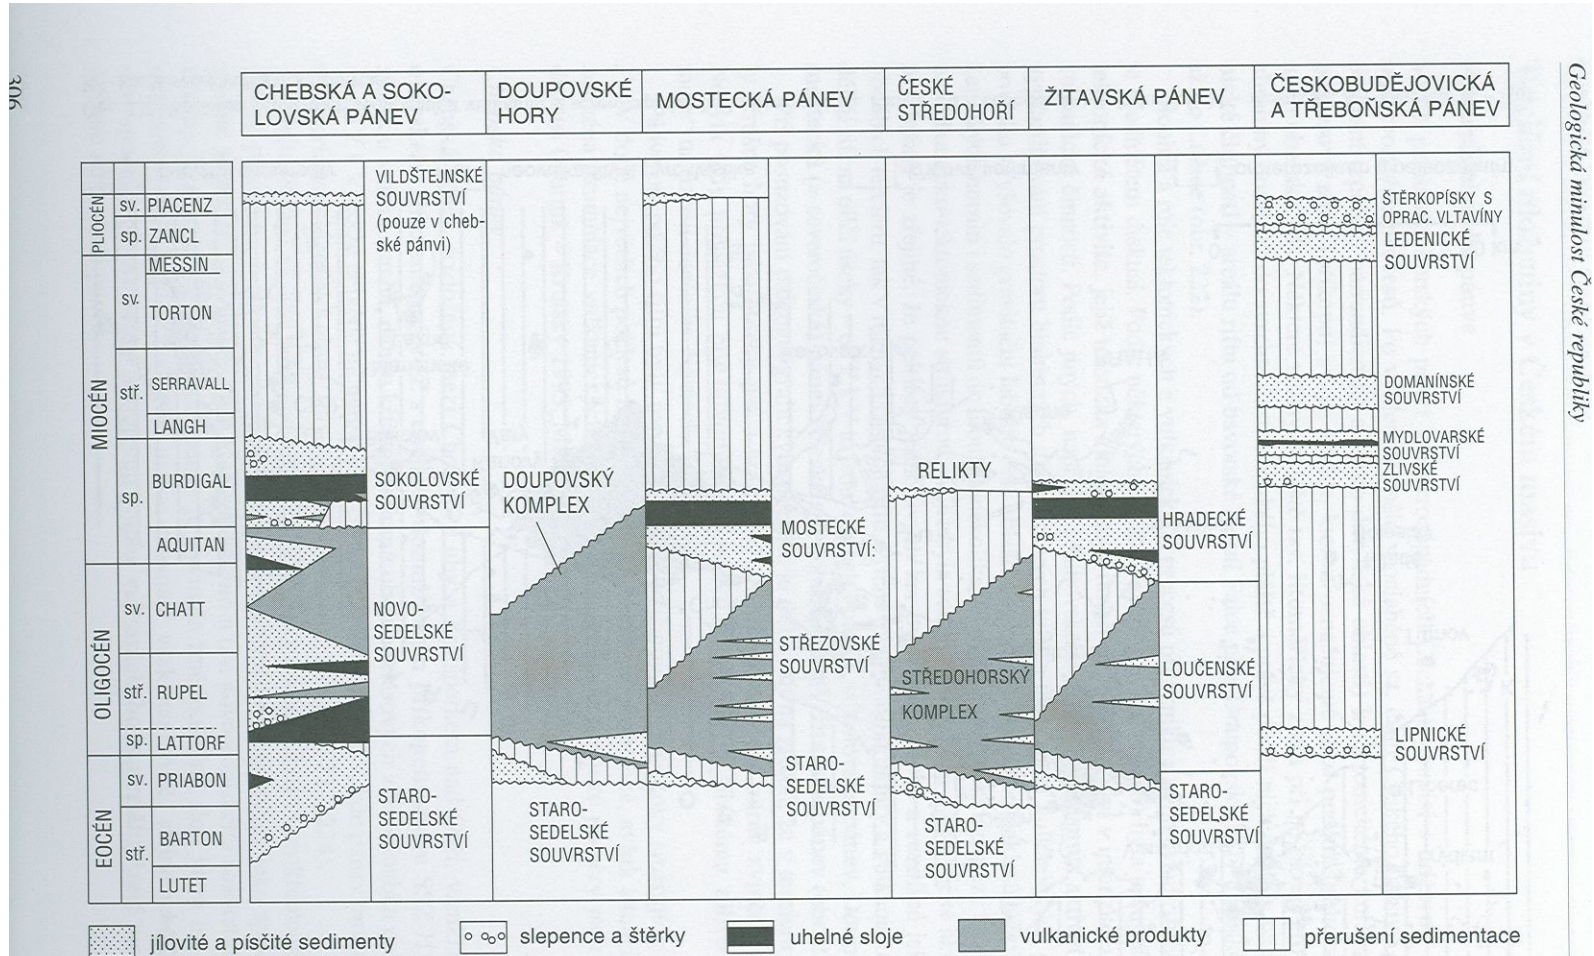 306
Geologická minulost České republiky
CHEBSKÁ A SOKO-
LOVSKÁ PÁNEV
DOUPOVSKÉ
HORY
MOSTECKÁ PÁNEV
ČESKÉ
STŘEDOHOŘÍ
ŽITAVSKÁ PÁNEV
ČESKOBUDĚJOVICKÁ
A TŘEBOŇSKÁ PÁNEV
PLIOCÉN
sv. PIACENZ
sp. ZANCL
MIOCÉN
sv.
MESSIN
TORTON
stř.
SERRAVALL
LANGH
sp.
BURDIGAL
AQUITAN
OLIGOCÉN
sv. CHATT
stř. RUPEL
sp. LATTORF
EOCÉN
sv. PRIABON
stř.
BARTON
LUTET
VILDŠTEJNSKÉ
SOUVRSTVÍ
(pouze v cheb-
ské pánvi)
SOKOLOVSKÉ
SOUVRSTVÍ
NOVO-
SEDELSKÉ
SOUVRSTVÍ
STARO-
SEDELSKÉ
SOUVRSTVÍ
DOUPOVSKÝ
KOMPLEX
STARO-
SEDELSKÉ
SOUVRSTVÍ
MOSTECKÉ
SOUVRSTVÍ:
STŘEZOVSKÉ
SOUVRSTVÍ
STARO-
SEDELSKÉ
SOUVRSTVÍ
RELIKTY
STŘEDOHORSKÝ
KOMPLEX
STARO-
SEDELSKÉ
SOUVRSTVÍ
HRADECKÉ
SOUVRSTVÍ
LOUČENSKÉ
SOUVRSTVÍ
STARO-
SEDELSKÉ
SOUVRSTVÍ
ŠTĚRKOPÍSKY S
OPRAC. VLTAVÍNY
LEDENICKÉ
SOUVRSTVÍ
DOMANÍNSKÉ
SOUVRSTVÍ
MYDLOVARSKÉ
SOUVRSTVÍ
ZLIVSKÉ
SOUVRSTVÍ
LIPNICKÉ
SOUVRSTVÍ
jílovité a písčité sedimenty
slepence a štěrky
uhelné sloje
vulkanické produkty
přerušení sedimentace